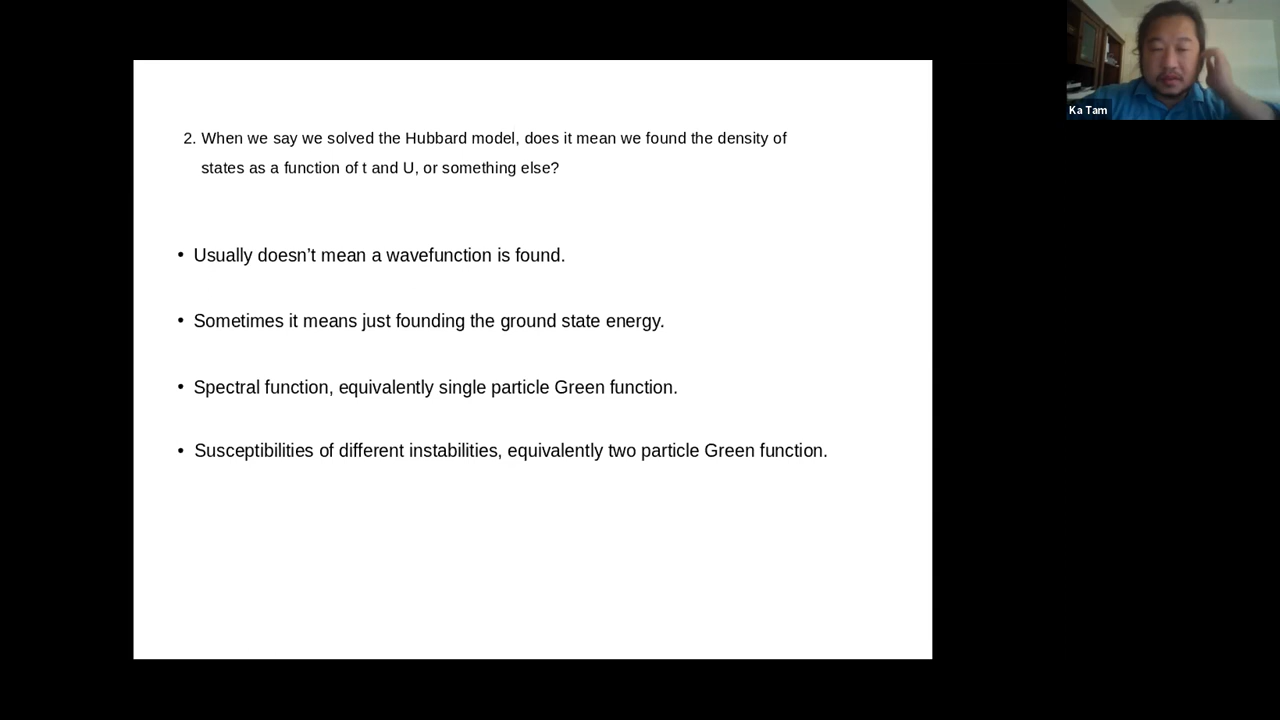 2. When we say we solved the Hubbard model, does it mean we found the density of
states as a function of t and U, or something else?
• Usually doesn’t mean a wavefunction is found.
• Sometimes it means just founding the ground state energy.
• Spectral function, equivalently single particle Green function.
• Susceptibilities of different instabilities, equivalently two particle Green function.
Ka Tam